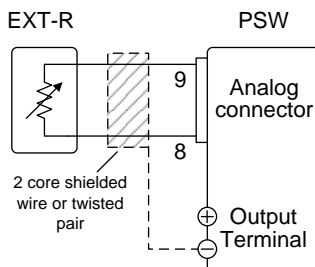 EXT-R
PSW
9
Analog
connector
8
2 core shielded
wire or twisted
pair
+
Output
Terminal
-